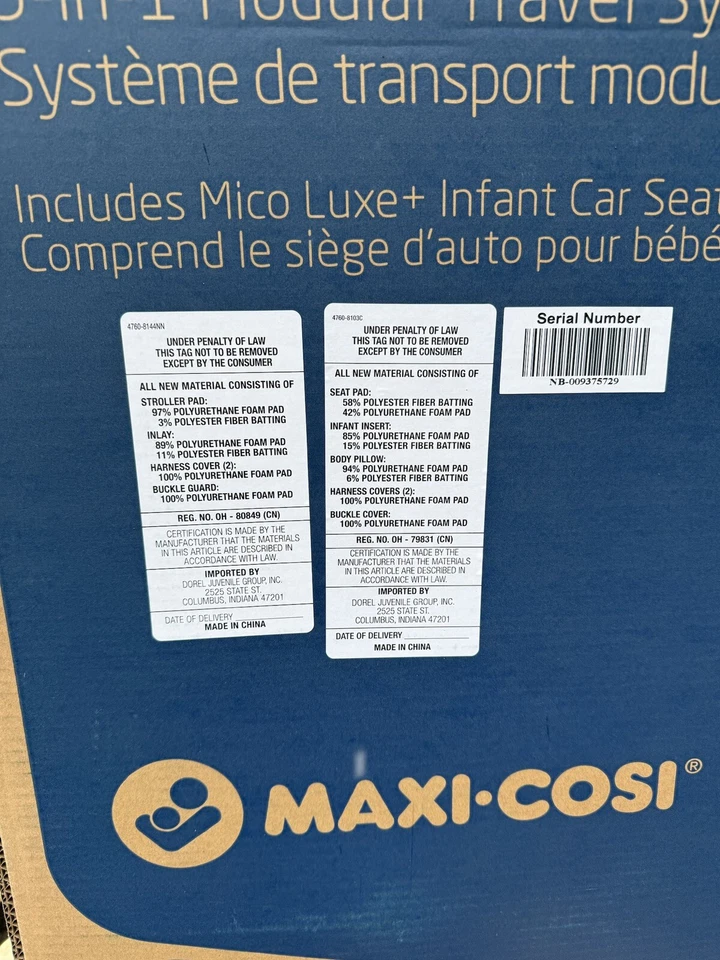 -in-1 Modular Travel Sy
Système de transport modu
Includes Mico Luxe+ Infant Car Seat
Comprend le siège d'auto pour bébé
4760-8144NN
UNDER PENALTY OF LAW
THIS TAG NOT TO BE REMOVED
EXCEPT BY THE CONSUMER
ALL NEW MATERIAL CONSISTING OF
STROLLER PAD:
97% POLYURETHANE FOAM PAD
3% POLYESTER FIBER BATTING
INLAY:
89% POLYURETHANE FOAM PAD
11% POLYESTER FIBER BATTING
HARNESS COVER (2):
100% POLYURETHANE FOAM PAD
BUCKLE GUARD:
100% POLYURETHANE FOAM PAD
REG. NO. OH - 80849 (CN)
CERTIFICATION IS MADE BY THE
MANUFACTURER THAT THE MATERIALS
IN THIS ARTICLE ARE DESCRIBED IN
ACCORDANCE WITH LAW.
IMPORTED BY
DOREL JUVENILE GROUP, INC.
2525 STATE ST.
COLUMBUS, INDIANA 47201
DATE OF DELIVERY
MADE IN CHINA
4760-8103C
UNDER PENALTY OF LAW
THIS TAG NOT TO BE REMOVED
EXCEPT BY THE CONSUMER
ALL NEW MATERIAL CONSISTING OF
SEAT PAD:
58% POLYESTER FIBER BATTING
42% POLYURETHANE FOAM PAD
INFANT INSERT:
85% POLYURETHANE FOAM PAD
15% POLYESTER FIBER BATTING
BODY PILLOW:
94% POLYURETHANE FOAM PAD
6% POLYESTER FIBER BATTING
HARNESS COVERS (2):
100% POLYURETHANE FOAM PAD
BUCKLE COVER:
100% POLYURETHANE FOAM PAD
REG. NO. OH - 79831 (CN)
CERTIFICATION IS MADE BY THE
MANUFACTURER THAT THE MATERIALS
IN THIS ARTICLE ARE DESCRIBED IN
ACCORDANCE WITH LAW.
IMPORTED BY
DOREL JUVENILE GROUP, INC.
2525 STATE ST.
COLUMBUS, INDIANA 47201
DATE OF DELIVERY
MADE IN CHINA
Serial Number
NB-009375729
MAXI·COSI®